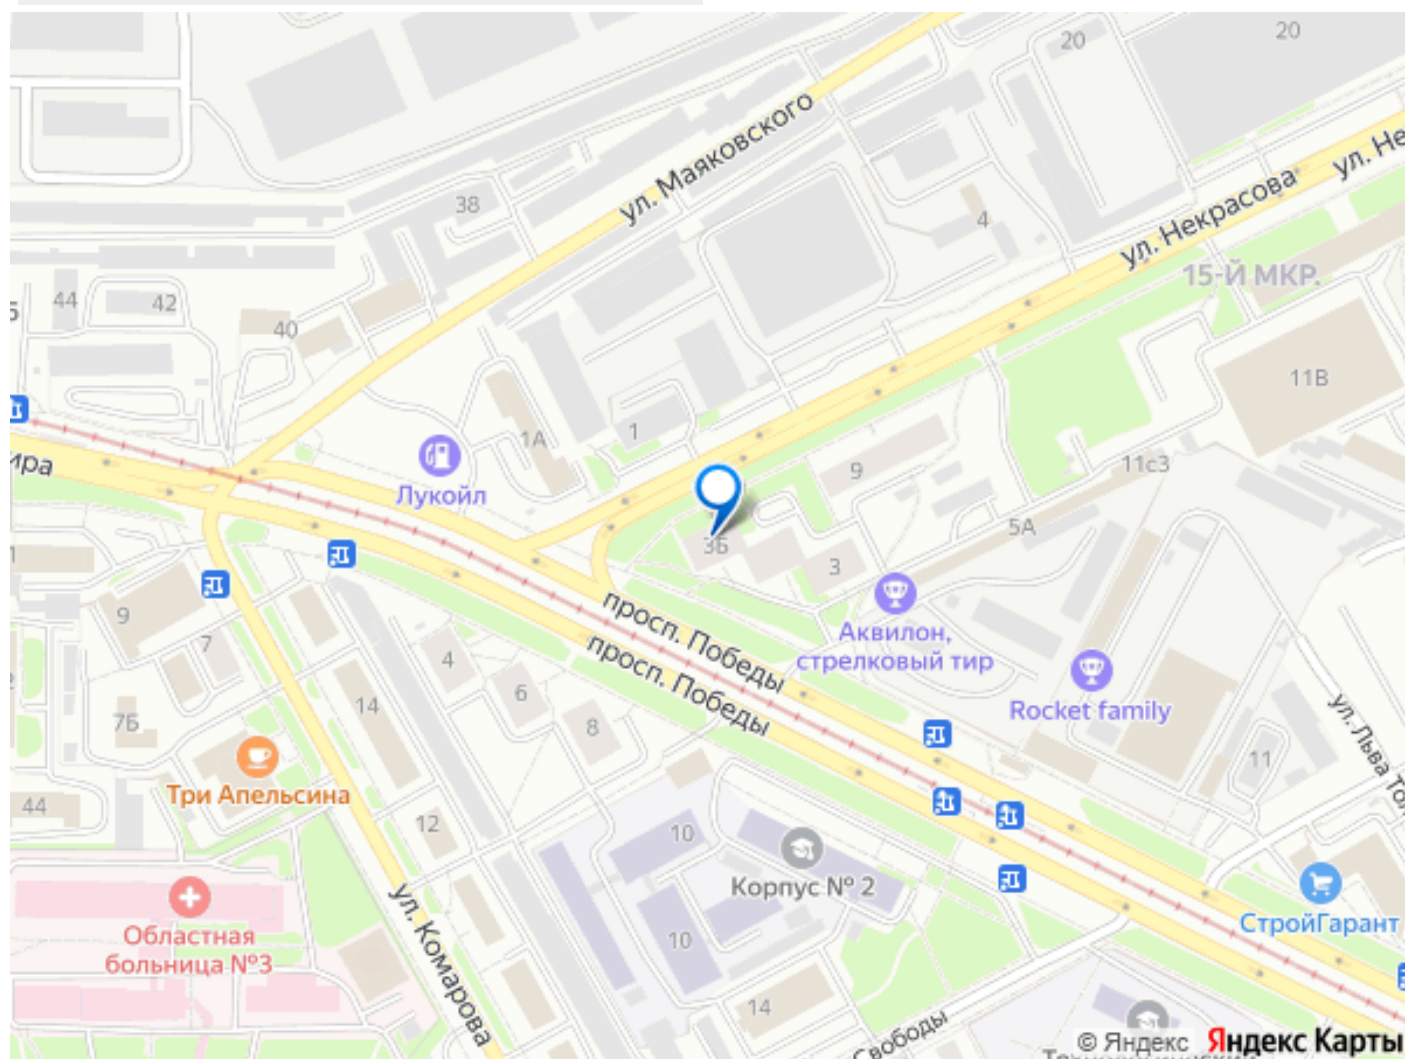 20
20
ул. Маяковского
ул. Не
38
4
ул. Некрасова
15-Й МКР.
44
42
40
11В
1
1А
9
11с3
Лукойл
5А
3Б
3
просп. Победы
просп. Победы
Аквилон,
стрелковый тир
9
7
4
6
8
14
7Б
Rocket family
11
ул. Льва Тол
Три Апельсина
44
12
10
Корпус № 2
ул. Комарова
Областная
больница №3
10
14
Свободы
СтройГарант
© Яндекс Яндекс Карты